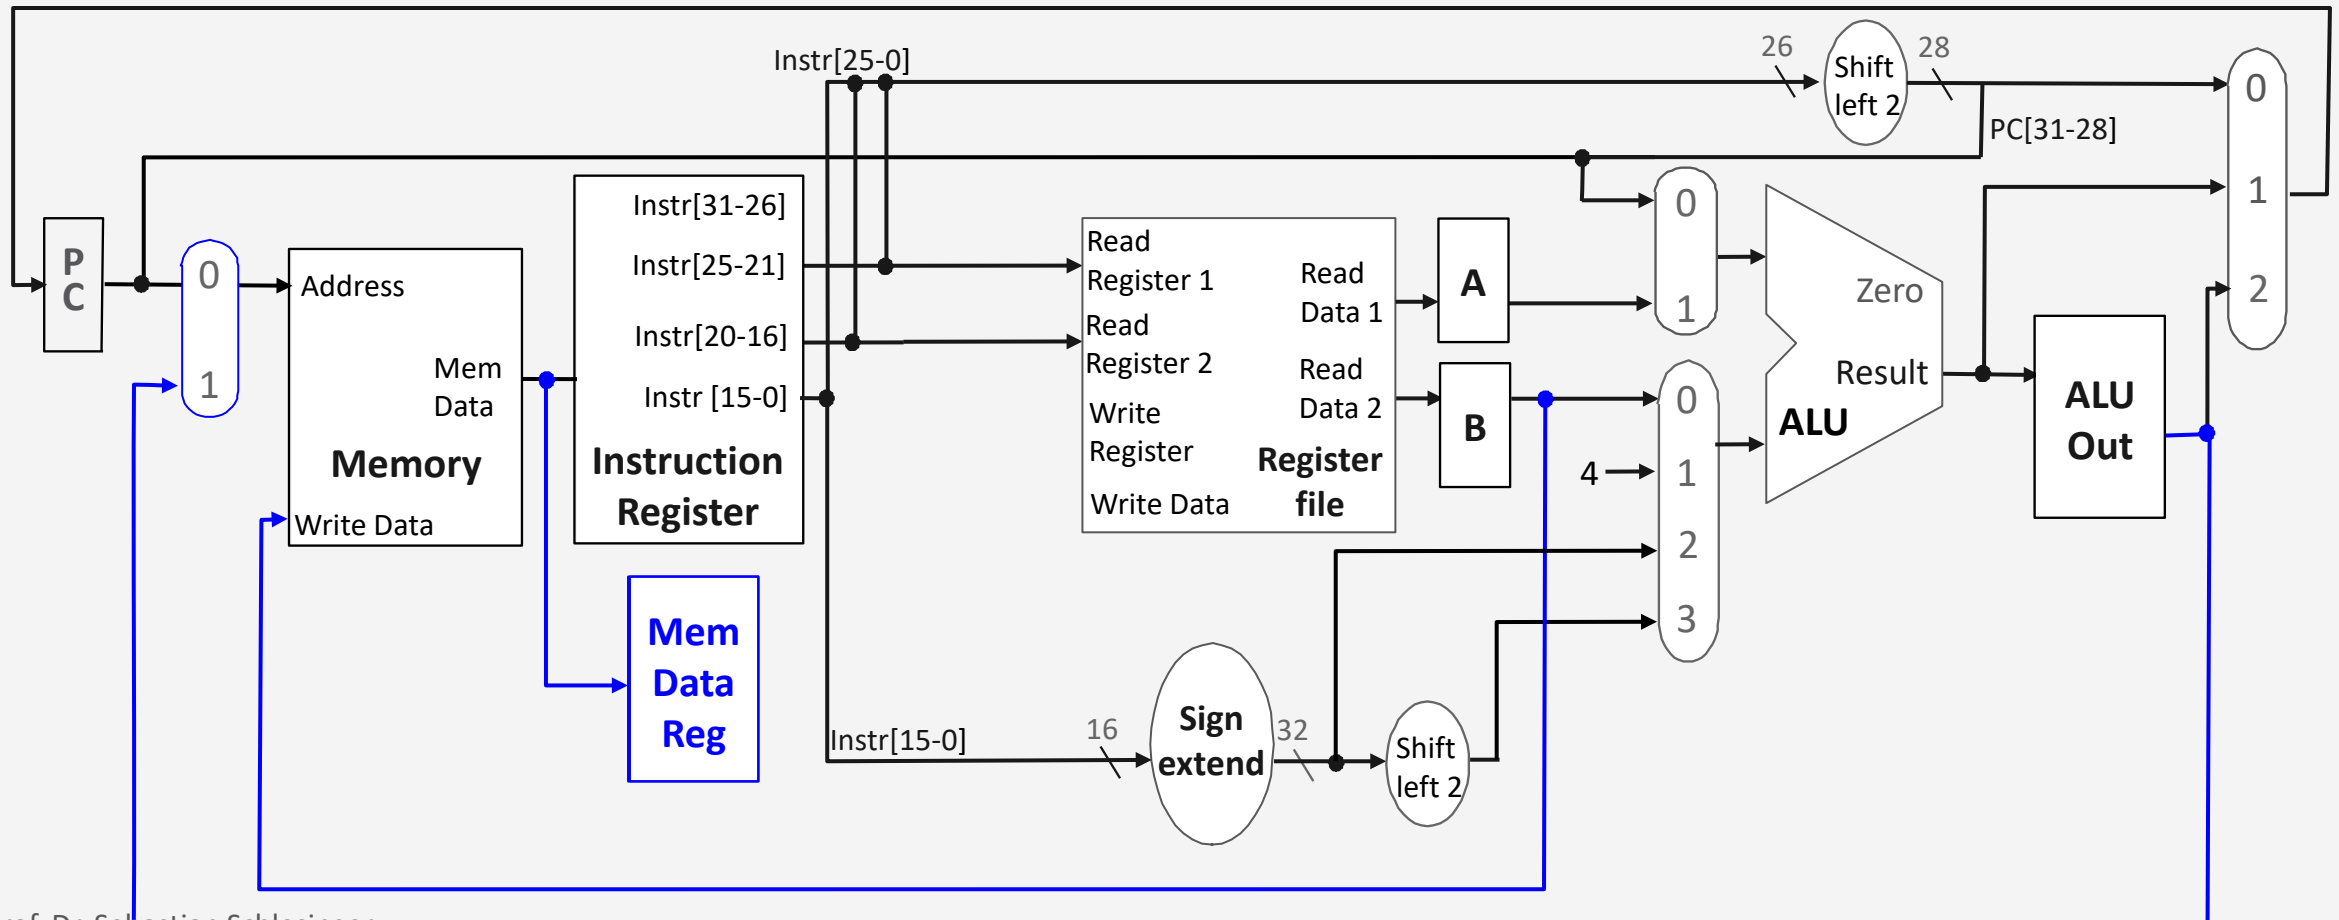 Instr[25-0]
26
Shift
left 2
28
0
PC[31-28]
1
2
P
C
0
1
Address
Mem
Data
Memory
Write Data
Instr[31-26]
Instr[25-21]
Instr[20-16]
Instr [15-0]
Instruction
Register
Mem
Data
Reg
Read
Register 1
Read
Register 2
Write
Register
Write Data
Read
Data 1
Read
Data 2
Register
file
A
B
0
1
0
4
1
2
3
Zero
Result
ALU
ALU
Out
Instr[15-0]
16
Sign
extend
32
Shift
left 2
Dr. Sebastian Schlesinger